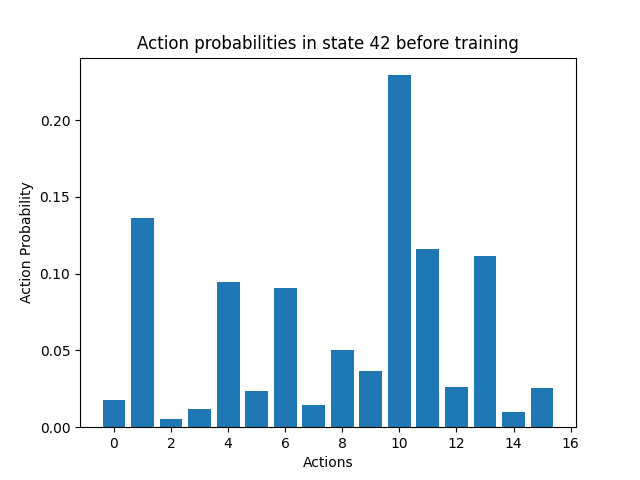 Action probabilities in state 42 before training
0.20
0.15
0.10
0.05
0.00
Action Probability
0 2 4 6 8 10 12 14 16
Actions